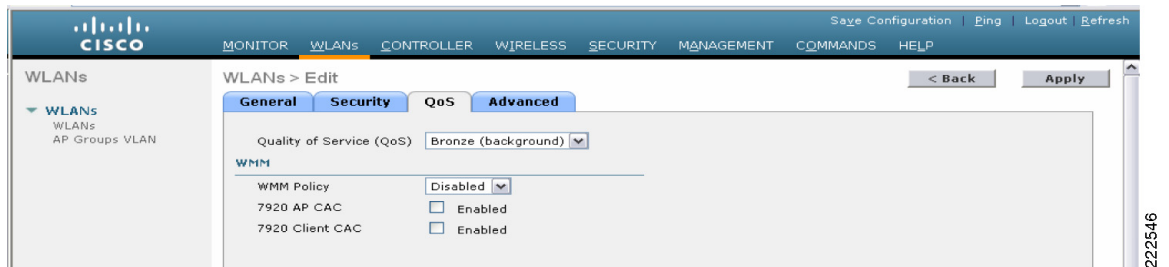 Save Configuration | Ping | Logout | Refresh
CISCO
MONITOR WLANs CONTROLLER WIRELESS SECURITY MANAGEMENT COMMANDS HELP
WLANs
WLANs
WLANs
AP Groups VLAN
WLANs > Edit
< Back
Apply
General Security QoS Advanced
Quality of Service (QoS) Bronze (background)
WMM
WMM Policy Disabled
7920 AP CAC Enabled
7920 Client CAC Enabled
222546